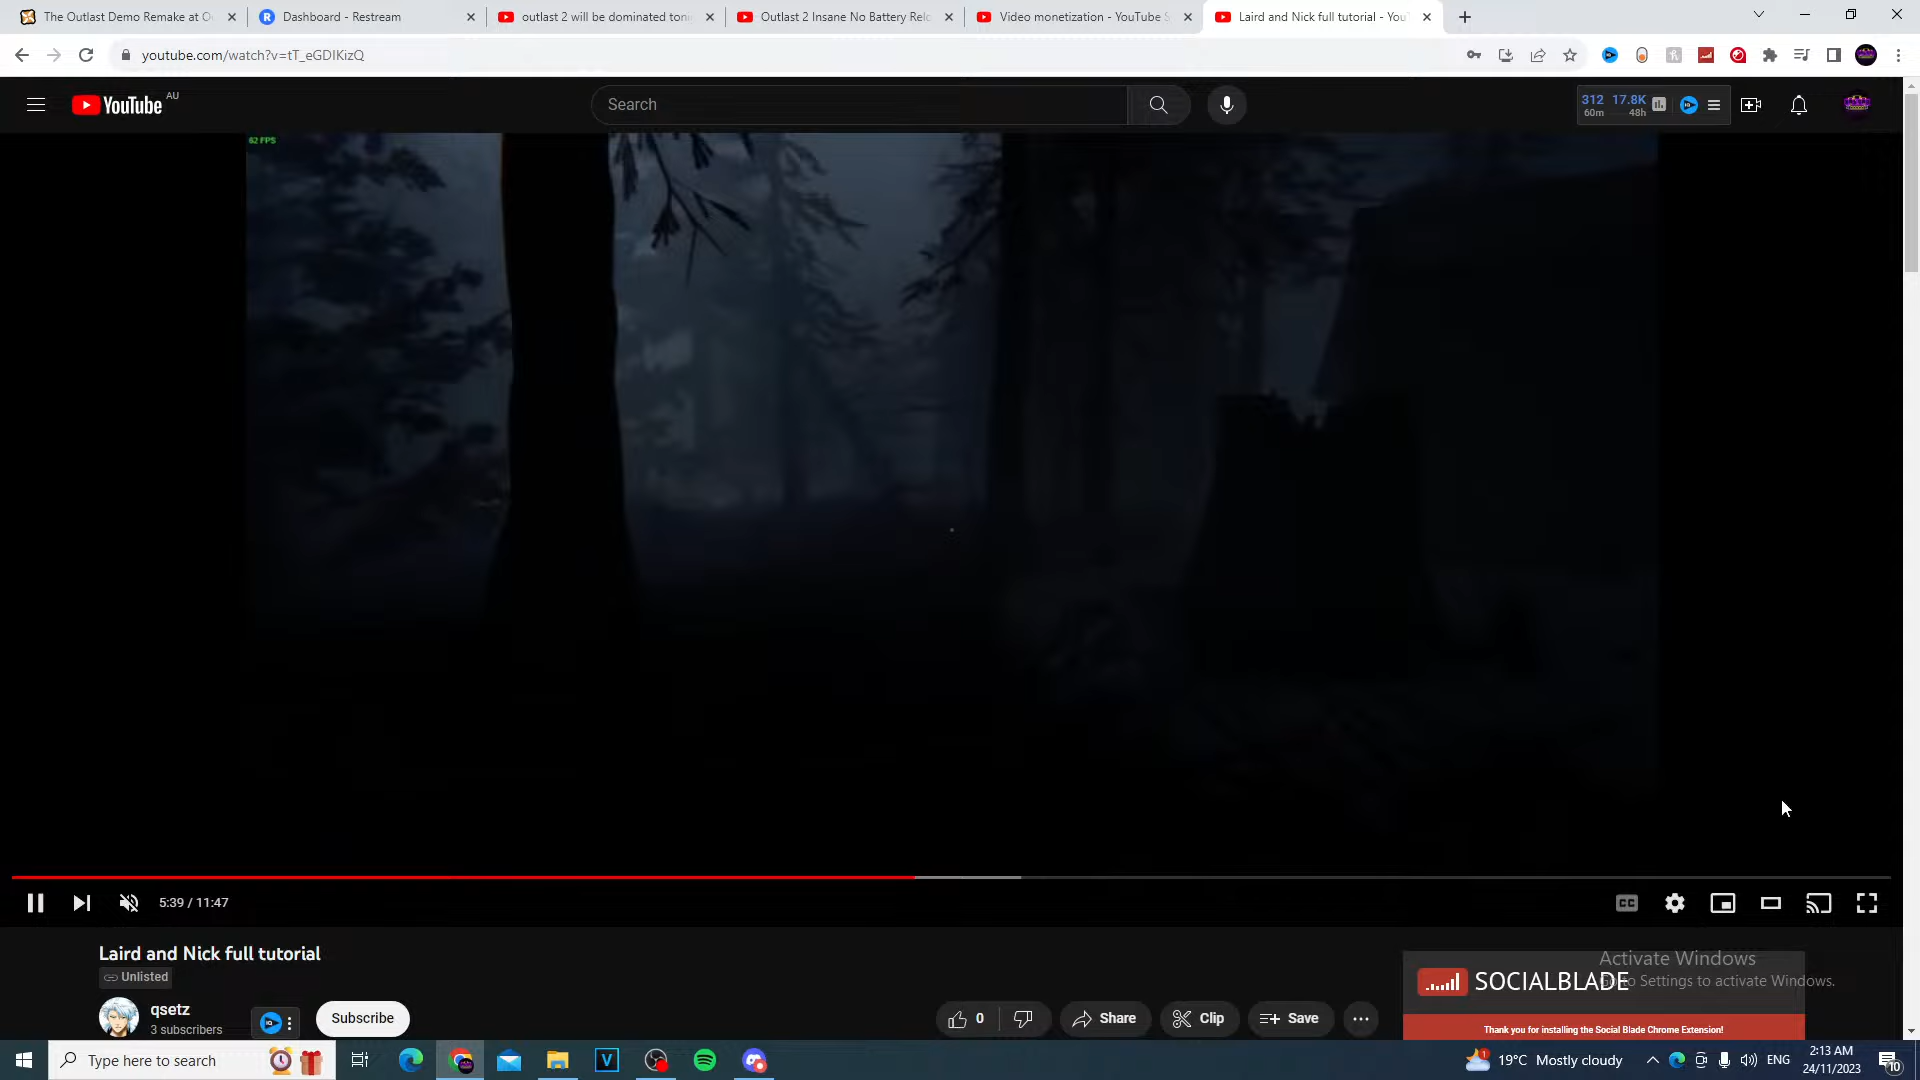 The Outlast Demo Remake at O
Dashboard - Restream
outlast 2 will be dominated ton
Outlast 2 Insane No Battery Relo
Video monetization - YouTube S
Laird and Nick full tutorial - You
youtube.com/watch?v=tT_eGDIKizQ
YouTube AU
Search
312 17.8K
60m 48h
62 FPS
5:39 / 11:47
CC
Laird and Nick full tutorial
Unlisted
qsetz
3 subscribers
Subscribe
0
Share
Clip
Save
SOCIALBLADE
Thank you for installing the Social Blade Chrome Extension!
Activate Windows
Go to Settings to activate Windows.
Type here to search
19°C Mostly cloudy
ENG
2:13 AM
24/11/2023
10